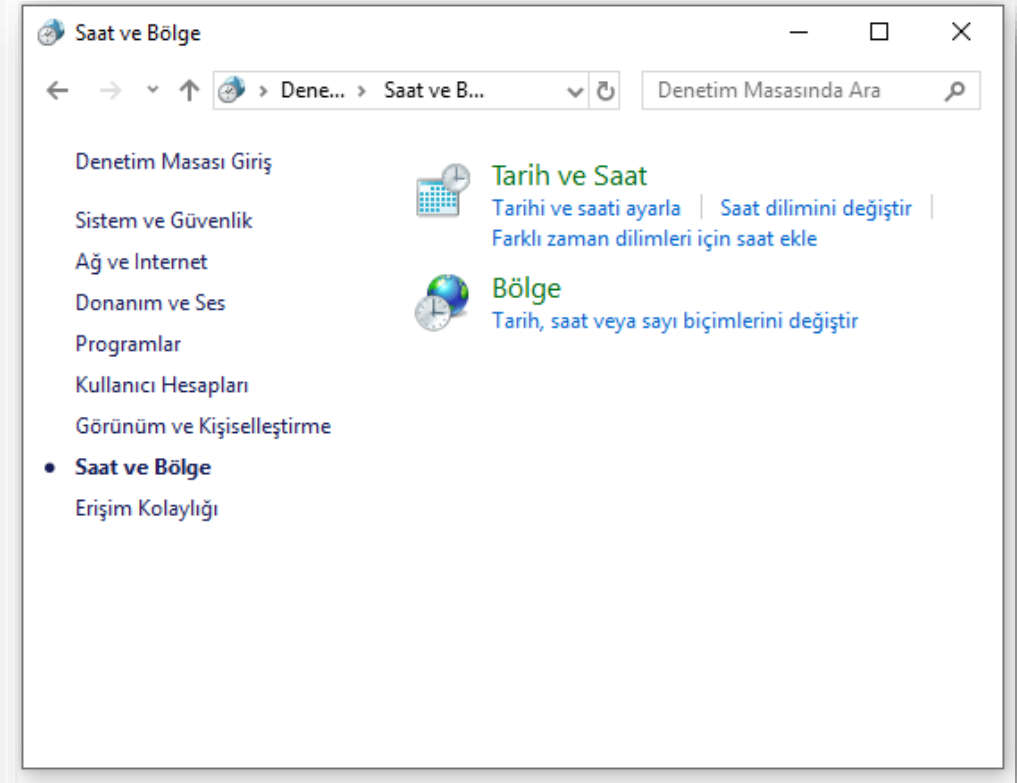 Saat ve Bölge
Dene... Saat ve B...
Denetim Masasında Ara
Denetim Masası Giriş
Sistem ve Güvenlik
Ağ ve Internet
Donanım ve Ses
Programlar
Kullanıcı Hesapları
Görünüm ve Kişiselleştirme
Saat ve Bölge
Erişim Kolaylığı
Tarih ve Saat
Tarihi ve saati ayarla Saat dilimini değiştir
Farklı zaman dilimleri için saat ekle
Bölge
Tarih, saat veya sayı biçimlerini değiştir